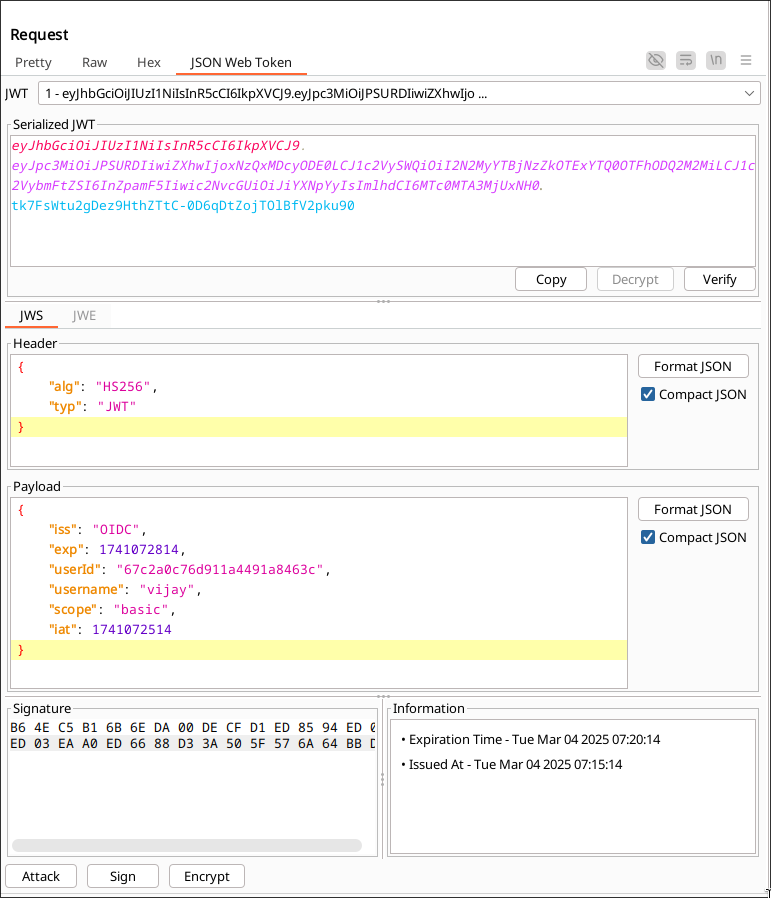 Request
Pretty Raw Hex JSON Web Token \n
JWT 1 - eyJhbGciOiJIUzI1NiIsInR5cCI6IkpXVCJ9.eyJpc3MiOiJPSURDIiwiZXhwIjo ...
Serialized JWT
eyJhbGciOiJIUzI1NiIsInR5cCI6IkpXVCJ9.
eyJpc3MiOiJPSURDIiwiZXhwIjoxNzQxMDcyODE0LCJ1c2VySWQiOiI2N2MyYTBjNzZkOTExYTQ0OTFhODQ2M2MiLCJ1c
2VybmFtZSI6InZpamF5Iiwic2NvcGUiOiJiYXNpYyIsImlhdCI6MTc0MTA3MjUxNH0.
tk7FsWtu2gDez9HthZTtC-0D6qDtZojTOlBfV2pku90
Copy Decrypt Verify
JWS JWE
Header
{
"alg": "HS256",
"typ": "JWT"
}
Format JSON
Compact JSON
Payload
{
"iss": "OIDC",
"exp": 1741072814,
"userId": "67c2a0c76d911a4491a8463c",
"username": "vijay",
"scope": "basic",
"iat": 1741072514
}
Format JSON
Compact JSON
Signature
B6 4E C5 B1 6B 6E DA 00 DE CF D1 ED 85 94 ED
ED 03 EA A0 ED 66 88 D3 3A 50 5F 57 6A 64 BB
Information
• Expiration Time - Tue Mar 04 2025 07:20:14
• Issued At - Tue Mar 04 2025 07:15:14
Attack Sign Encrypt